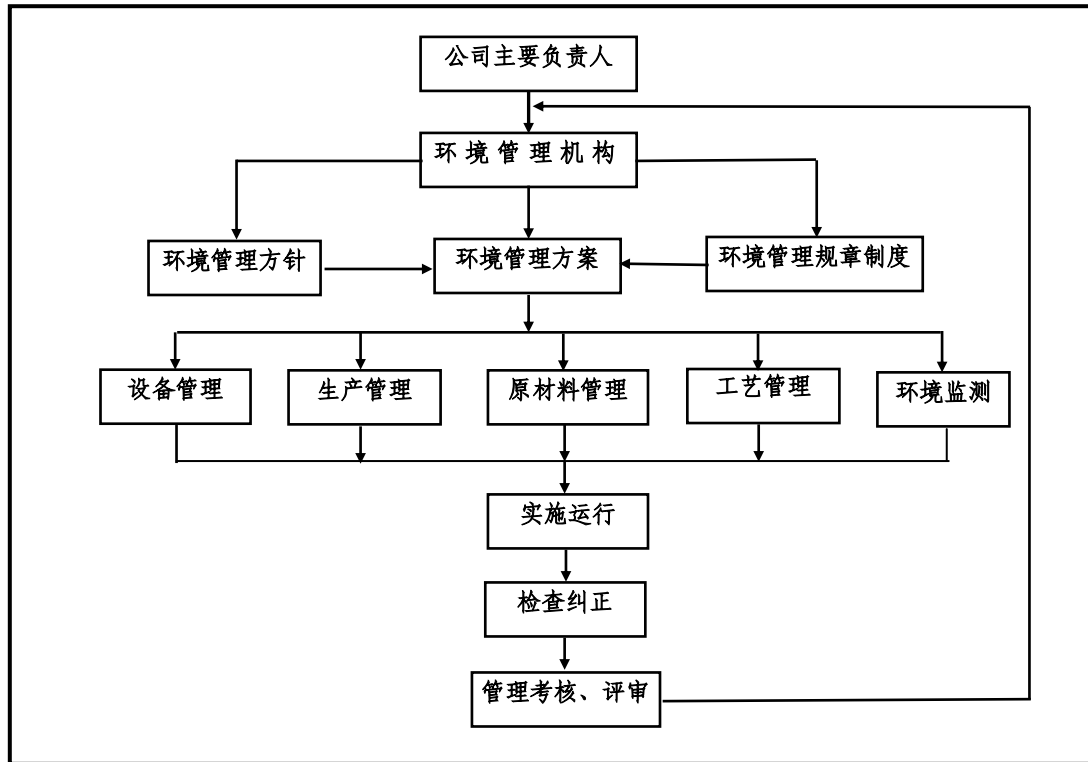 公司主要负责人
环境管理机构
环境管理方针
环境管理方案
环境管理规章制度
设备管理
生产管理
原材料管理
工艺管理
环境监测
实施运行
检查纠正
管理考核、评审